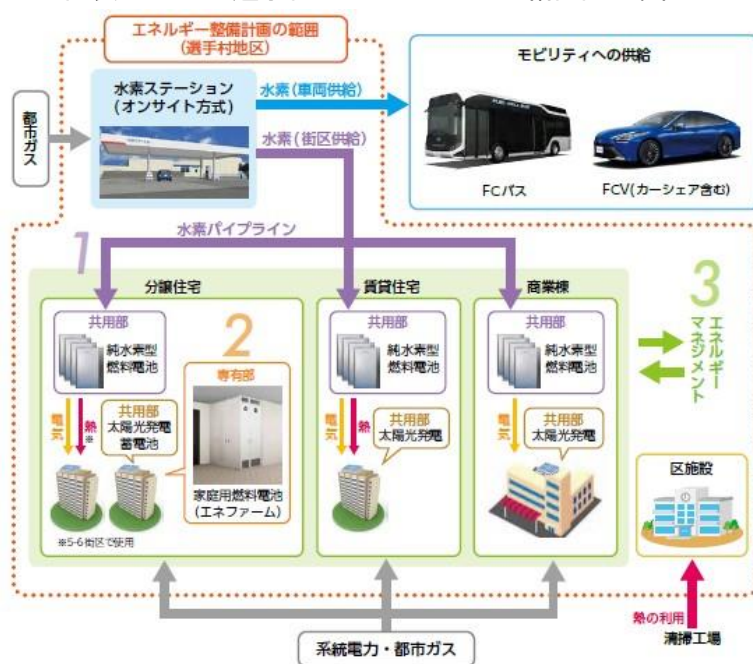 エネルギー整備計画の範囲
(選手村地区)
モビリティへの供給
水素ステーション
(オンサイト方式)
水素(車両供給)
都市ガス
水素(街区供給)
FCバス
FCV(カーシェア含む)
水素パイプライン
1
分譲住宅
賃貸住宅
商業棟
3
エネルギー
マネジメント
共用部
純水素型
燃料電池
2
専有部
共用部
純水素型
燃料電池
共用部
純水素型
燃料電池
電気
熱
※
共用部
太陽光発電
蓄電池
電気
熱
共用部
太陽光発電
電気
共用部
太陽光発電
家庭用燃料電池
(エネファーム)
※5-6街区で使用
区施設
熱の利用
清掃工場
系統電力・都市ガス